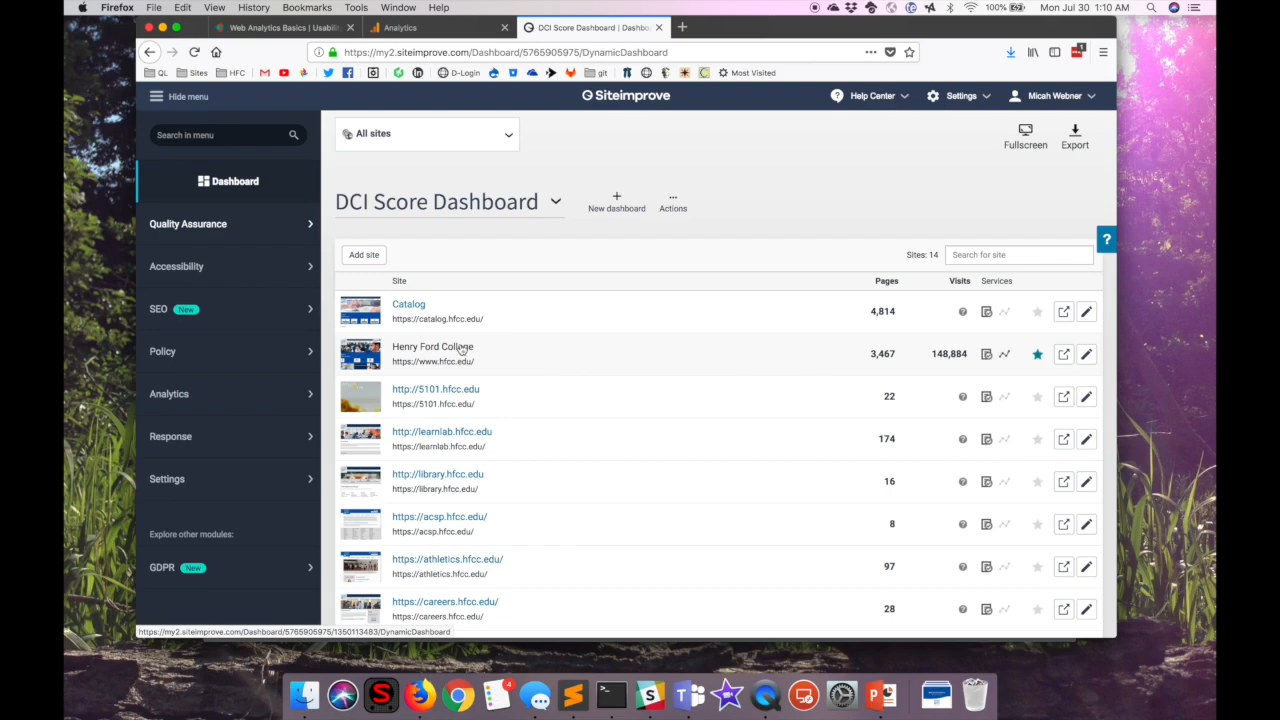 Firefox File Edit View History Bookmarks Tools Window Help 100% Mon Jul 30 1:10 AM
Web Analytics Basics | Usabili Analytics DCI Score Dashboard | Dashbo
https://my2.siteimprove.com/Dashboard/5765905975/DynamicDashboard
QL Sites HFC D-Login git Most Visited
Hide menu Siteimprove Help Center Settings Micah Webner
Search in menu All sites Fullscreen Export
Dashboard
DCI Score Dashboard New dashboard Actions
Quality Assurance
Accessibility
SEO New
Policy
Analytics
Response
Settings
Explore other modules:
GDPR New
Add site Sites: 14 Search for site
Site Pages Visits Services
Catalog
https://catalog.hfcc.edu/ 4,814
Henry Ford College
https://www.hfcc.edu/ 3,467 148,884
http://5101.hfcc.edu
https://5101.hfcc.edu/ 22
http://learnlab.hfcc.edu
https://learnlab.hfcc.edu/ 174
http://library.hfcc.edu
https://library.hfcc.edu/ 16
https://acsp.hfcc.edu/
https://acsp.hfcc.edu/ 8
https://athletics.hfcc.edu/
https://athletics.hfcc.edu/ 97
https://careers.hfcc.edu/
https://careers.hfcc.edu/ 28
?
https://my2.siteimprove.com/Dashboard/5765905975/1350113483/DynamicDashboard